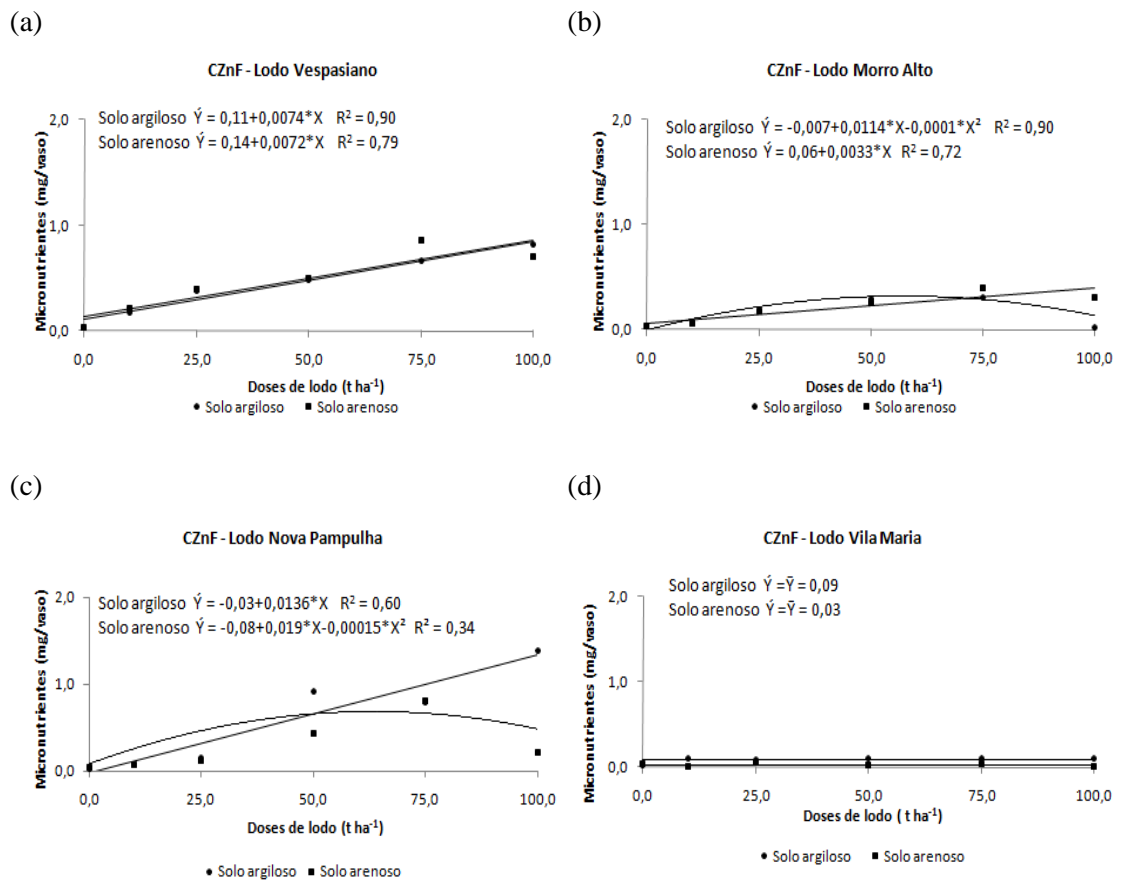 (a)
CZnF - Lodo Vespasiano
Solo argiloso Ý = 0,11+0,0074*X R² = 0,90
Solo arenoso Ý = 0,14+0,0072*X R² = 0,79
Micronutrientes (mg/vaso)
2,0
1,0
0,0
0,0 25,0 50,0 75,0 100,0
Doses de lodo (t ha⁻¹)
Solo argiloso Solo arenoso
(b)
CZnF - Lodo Morro Alto
Solo argiloso Ý = -0,007+0,0114*X-0,0001*X² R² = 0,90
Solo arenoso Ý = 0,06+0,0033*X R² = 0,72
Micronutrientes (mg/vaso)
2,0
1,0
0,0
0,0 25,0 50,0 75,0 100,0
Doses de lodo (t ha⁻¹)
Solo argiloso Solo arenoso
(c)
CZnF - Lodo Nova Pampulha
Solo argiloso Ý = -0,03+0,0136*X R² = 0,60
Solo arenoso Ý = -0,08+0,019*X-0,00015*X² R² = 0,34
Micronutrientes (mg/vaso)
2,0
1,0
0,0
0,0 25,0 50,0 75,0 100,0
Doses de lodo (t ha⁻¹)
Solo argiloso Solo arenoso
(d)
CZnF - Lodo Vila Maria
Solo argiloso Ý =Ȳ = 0,09
Solo arenoso Ý =Ȳ = 0,03
Micronutrientes (mg/vaso)
2,0
1,0
0,0
0,0 25,0 50,0 75,0 100,0
Doses de lodo ( t ha⁻¹)
Solo argiloso Solo arenoso